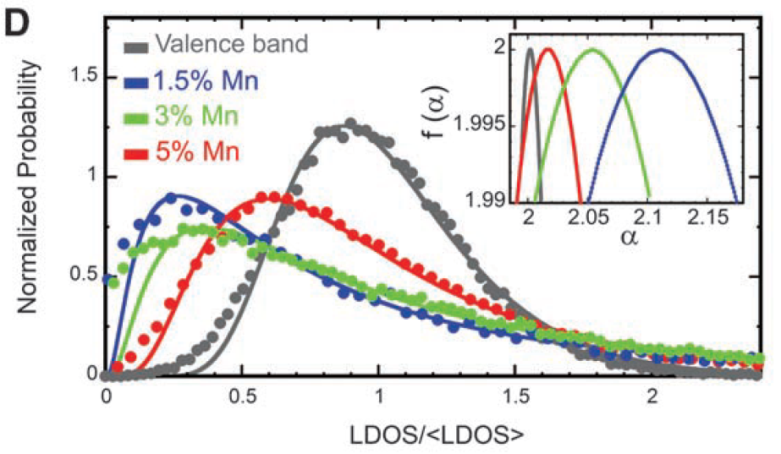 D
Valence band
1.5% Mn
3% Mn
5% Mn
Normalized Probability
1.5
1
0.5
0
0
0.5
1
1.5
2
LDOS/<LDOS>
f (α)
2
1.995
1.99
2
2.05
2.1
2.15
α